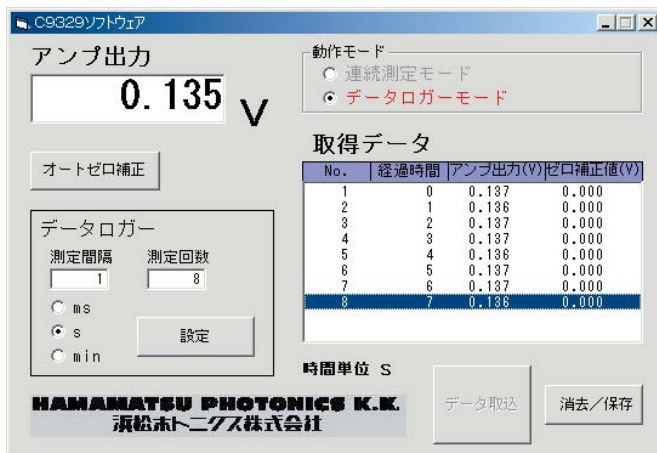 C9329ソフトウェア
アンプ出力
0.135 V
オートゼロ補正
データロガー
測定間隔 測定回数
1 8
ms
s
min
設定
動作モード
連続測定モード
データロガーモード
取得データ
No. 経過時間 アンプ出力(V) ゼロ補正値(V)
1 0 0.137 0.000
2 1 0.136 0.000
3 2 0.137 0.000
4 3 0.137 0.000
5 4 0.136 0.000
6 5 0.137 0.000
7 6 0.137 0.000
8 7 0.136 0.000
時間単位 S
データ取込
消去／保存
HAMAMATSU PHOTONICS K.K.
浜松ホトニクス株式会社